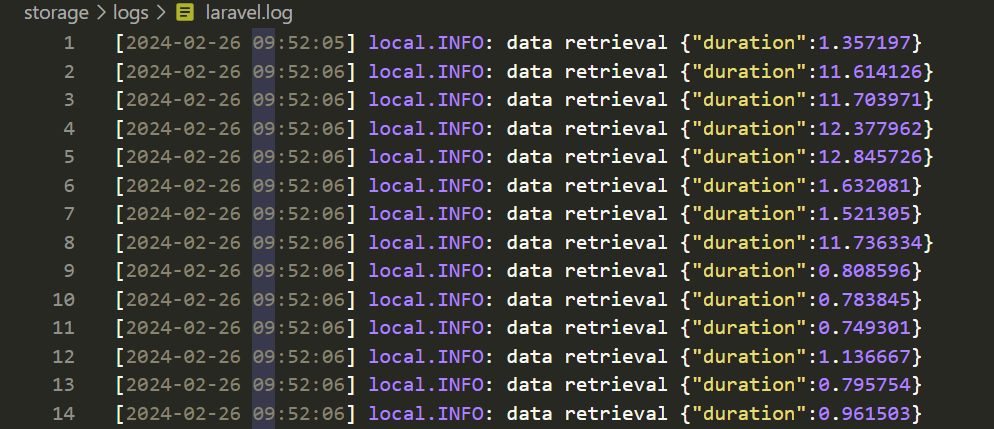 storage > logs > laravel.log
1 [2024-02-26 09:52:05] local.INFO: data retrieval {"duration":1.357197}
2 [2024-02-26 09:52:06] local.INFO: data retrieval {"duration":11.614126}
3 [2024-02-26 09:52:06] local.INFO: data retrieval {"duration":11.703971}
4 [2024-02-26 09:52:06] local.INFO: data retrieval {"duration":12.377962}
5 [2024-02-26 09:52:06] local.INFO: data retrieval {"duration":12.845726}
6 [2024-02-26 09:52:06] local.INFO: data retrieval {"duration":1.632081}
7 [2024-02-26 09:52:06] local.INFO: data retrieval {"duration":1.521305}
8 [2024-02-26 09:52:06] local.INFO: data retrieval {"duration":11.736334}
9 [2024-02-26 09:52:06] local.INFO: data retrieval {"duration":0.808596}
10 [2024-02-26 09:52:06] local.INFO: data retrieval {"duration":0.783845}
11 [2024-02-26 09:52:06] local.INFO: data retrieval {"duration":0.749301}
12 [2024-02-26 09:52:06] local.INFO: data retrieval {"duration":1.136667}
13 [2024-02-26 09:52:06] local.INFO: data retrieval {"duration":0.795754}
14 [2024-02-26 09:52:06] local.INFO: data retrieval {"duration":0.961503}